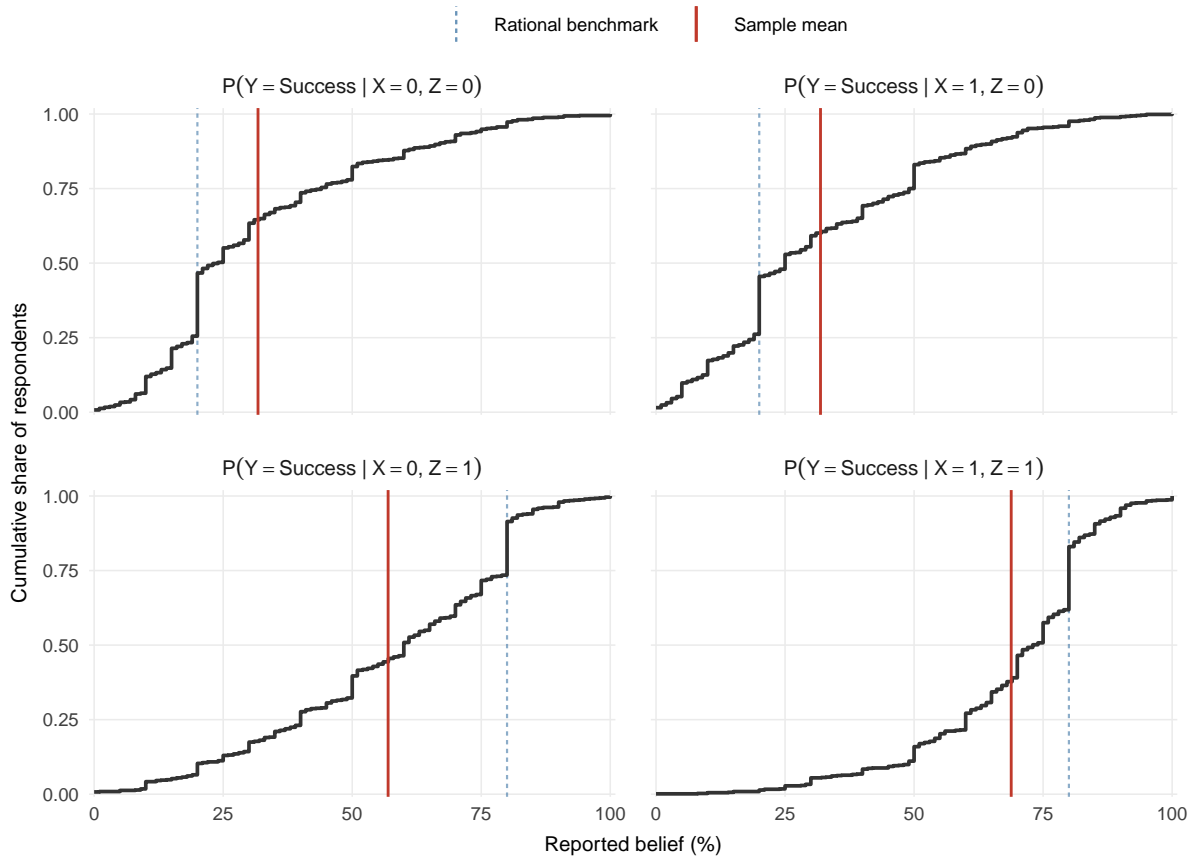 Rational benchmark Sample mean
P(Y = Success | X = 0, Z = 0) P(Y = Success | X = 1, Z = 0)
1.00
0.75
0.50
0.25
0.00
P(Y = Success | X = 0, Z = 1) P(Y = Success | X = 1, Z = 1)
1.00
0.75
0.50
0.25
0.00
0 25 50 75 100 0 25 50 75 100
Reported belief (%)
Cumulative share of respondents